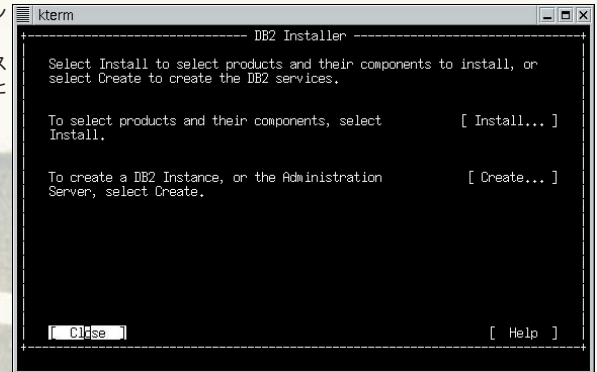 kterm
DB2 Installer
Select Install to select products and their components to install, or
select Create to create the DB2 services.
To select products and their components, select
Install.
[ Install... ]
To create a DB2 Instance, or the Administration
Server, select Create.
[ Create... ]
[ Close ]
[ Help ]